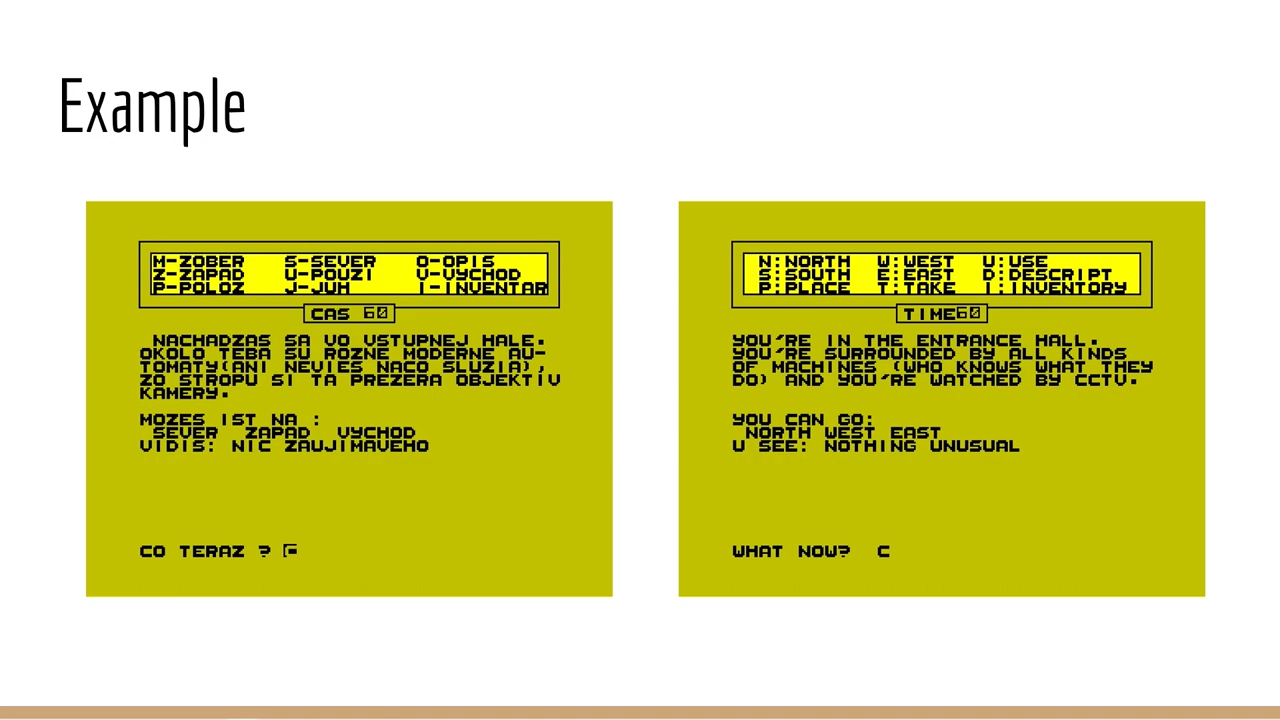 Example
M-ZOBER S-SEVER O-OPIS
Z-ZAPAD U-POUZI V-VYCHOD
P-POLOZ J-JUH I-INVENTAR
CAS 60
NACHADZAS SA VO VSTUPNEJ HALE.
OKOLO TEBA SU ROZNE MODERNE AU-
TOMATY(ANI NEVIES NACO SLUZIA),
ZO STROPU SI TA PREZERA OBJEKTIV
KAMERY.
MOZES IST NA :
SEVER ZAPAD VYCHOD
VIDIS: NIC ZAUJIMAVEHO
CO TERAZ ?
N:NORTH W:WEST U:USE
S:SOUTH E:EAST D:DESCRIPT
P:PLACE T:TAKE I:INVENTORY
TIME60
YOU'RE IN THE ENTRANCE HALL.
YOU'RE SURROUNDED BY ALL KINDS
OF MACHINES (WHO KNOWS WHAT THEY
DO) AND YOU'RE WATCHED BY CCTV.
YOU CAN GO:
NORTH WEST EAST
U SEE: NOTHING UNUSUAL
WHAT NOW? C